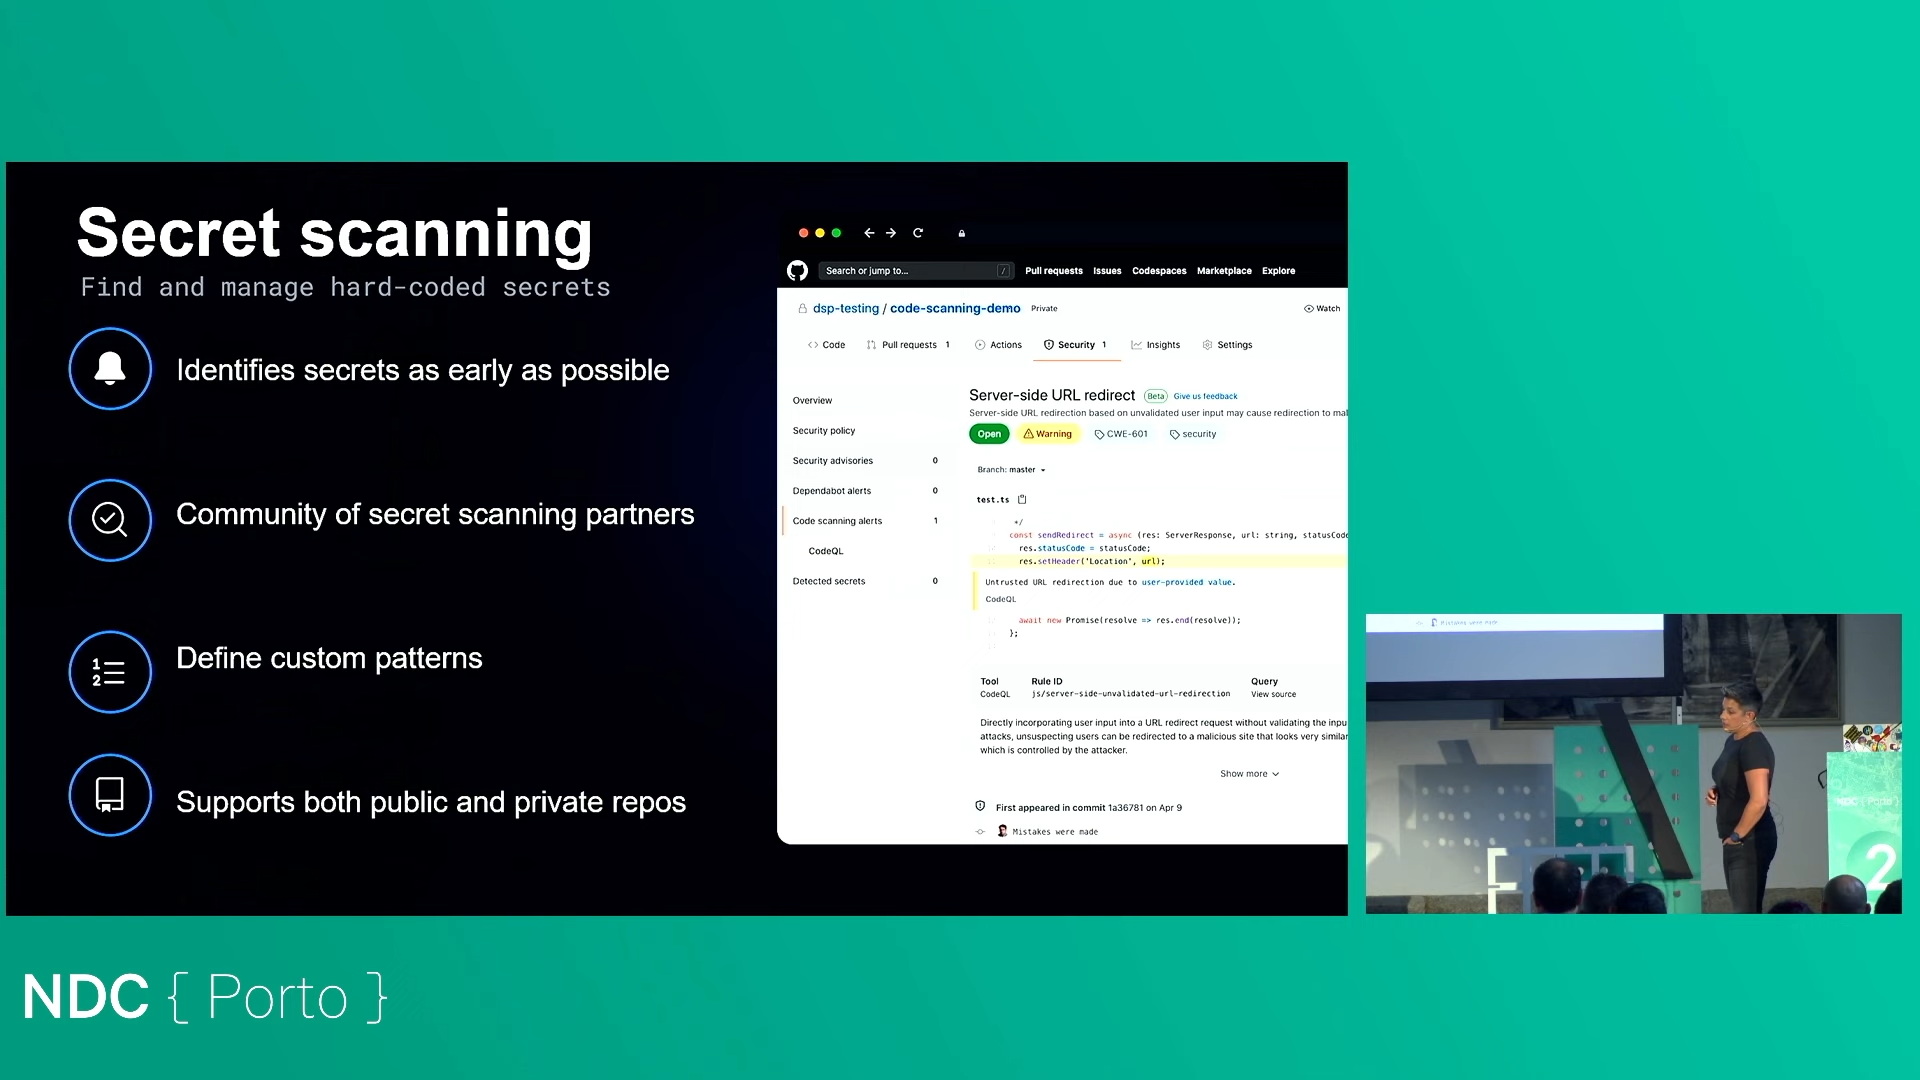 Secret scanning
Find and manage hard-coded secrets
Identifies secrets as early as possible
Community of secret scanning partners
Define custom patterns
Supports both public and private repos
Search or jump to... /
Pull requests Issues Codespaces Marketplace Explore
dsp-testing / code-scanning-demo Private
Watch
Code Pull requests 1 Actions Security 1 Insights Settings
Overview
Security policy
Security advisories 0
Dependabot alerts 0
Code scanning alerts 1
CodeQL
Detected secrets 0
Server-side URL redirect Beta Give us feedback
Server-side URL redirection based on unvalidated user input may cause redirection to mal
Open Warning CWE-601 security
Branch: master
test.ts
*/
const sendRedirect = async (res: ServerResponse, url: string, statusCode
res.statusCode = statusCode;
res.setHeader('Location', url);
Untrusted URL redirection due to user-provided value.
CodeQL
await new Promise(resolve => res.end(resolve));
};
Tool Rule ID Query
CodeQL js/server-side-unvalidated-url-redirection View source
Directly incorporating user input into a URL redirect request without validating the inpu
attacks, unsuspecting users can be redirected to a malicious site that looks very similar
which is controlled by the attacker.
Show more
First appeared in commit 1a36781 on Apr 9
Mistakes were made
Mistakes were made
NDC { Porto }
2
NDC { Porto }